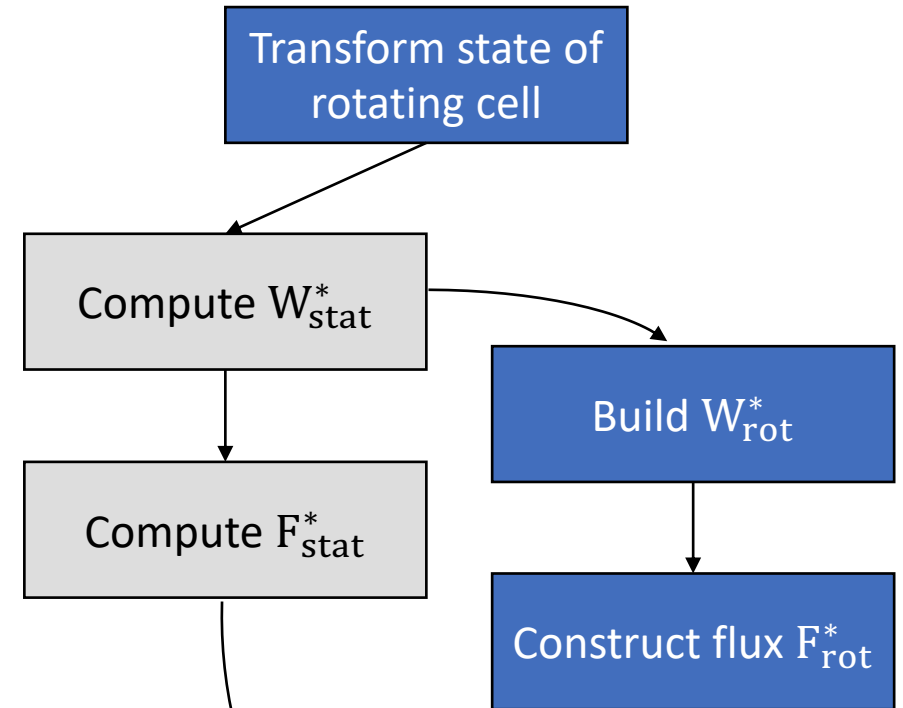 Transform state of
rotating cell
Compute W*stat
Build W*rot
Compute F*stat
Construct flux F*rot